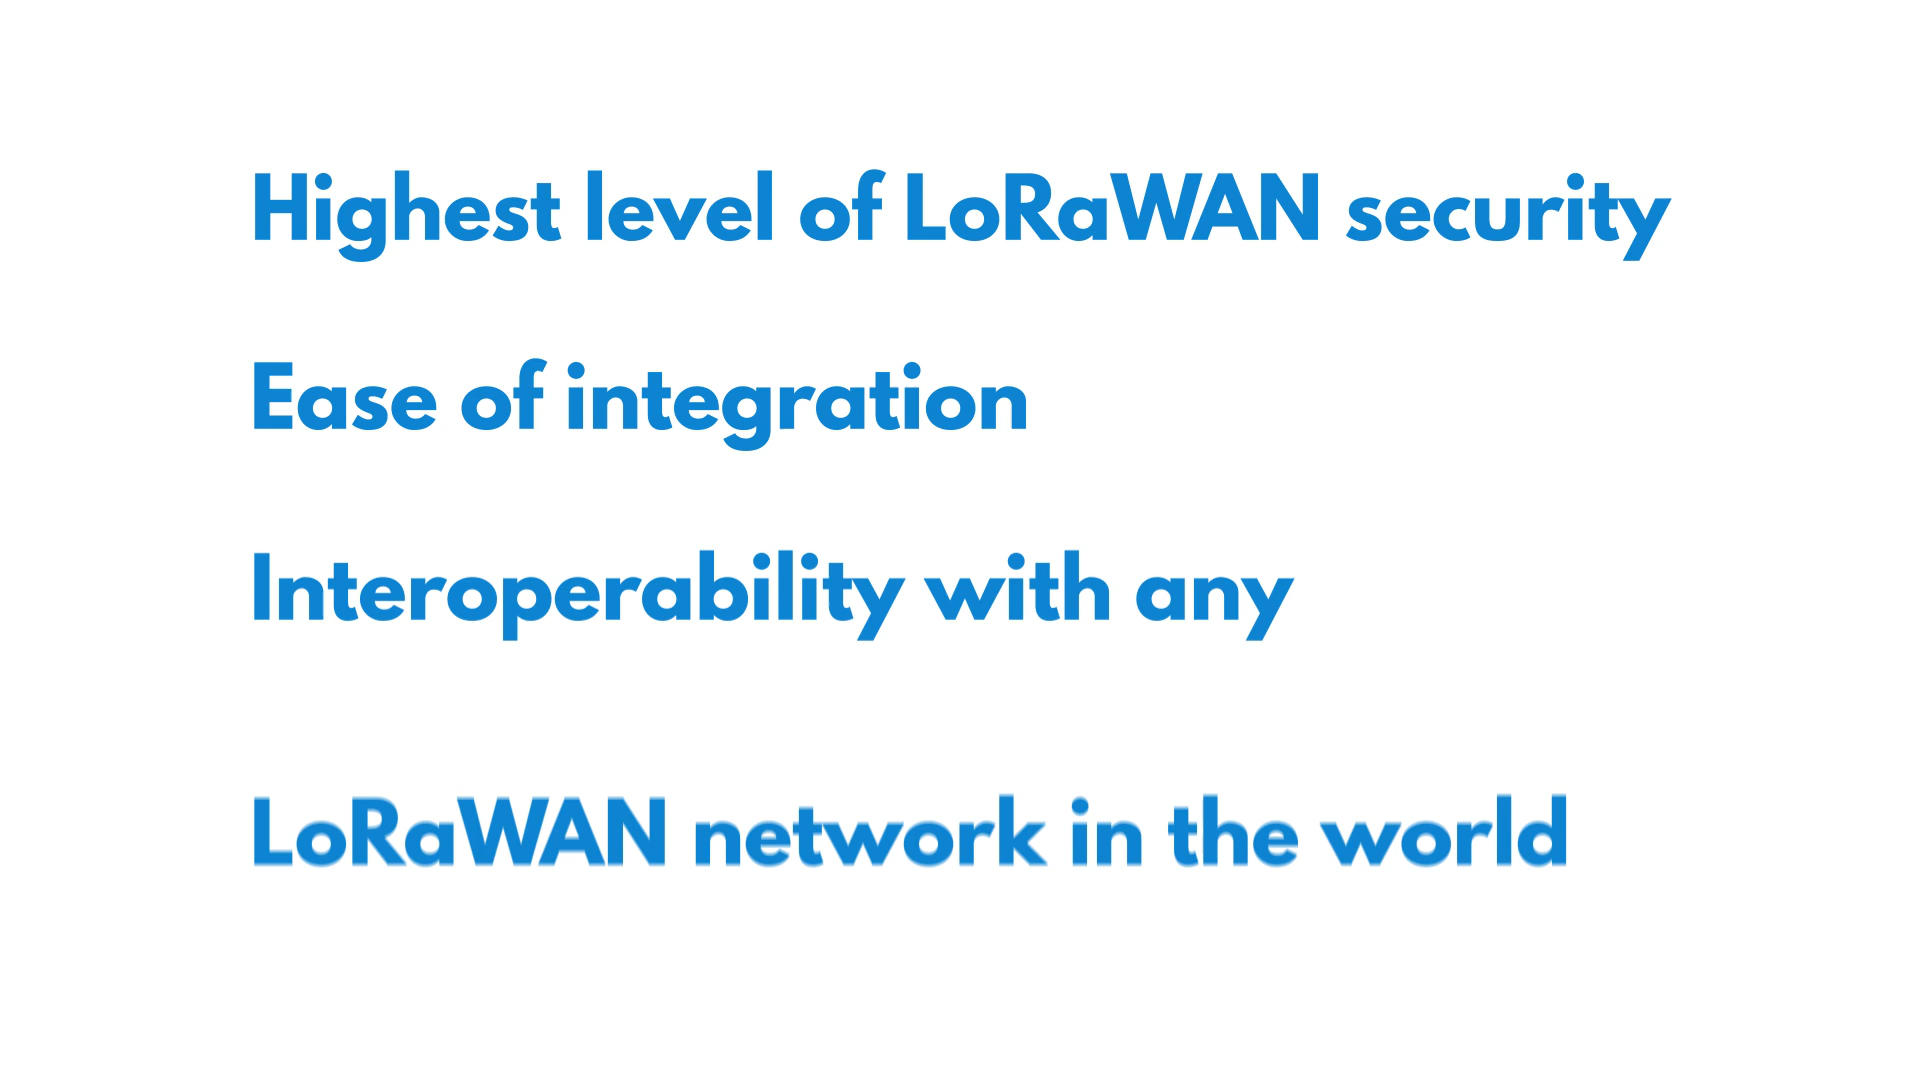 Highest level of LoRaWAN security
Ease of integration
Interoperability with any
LoRaWAN network in the world